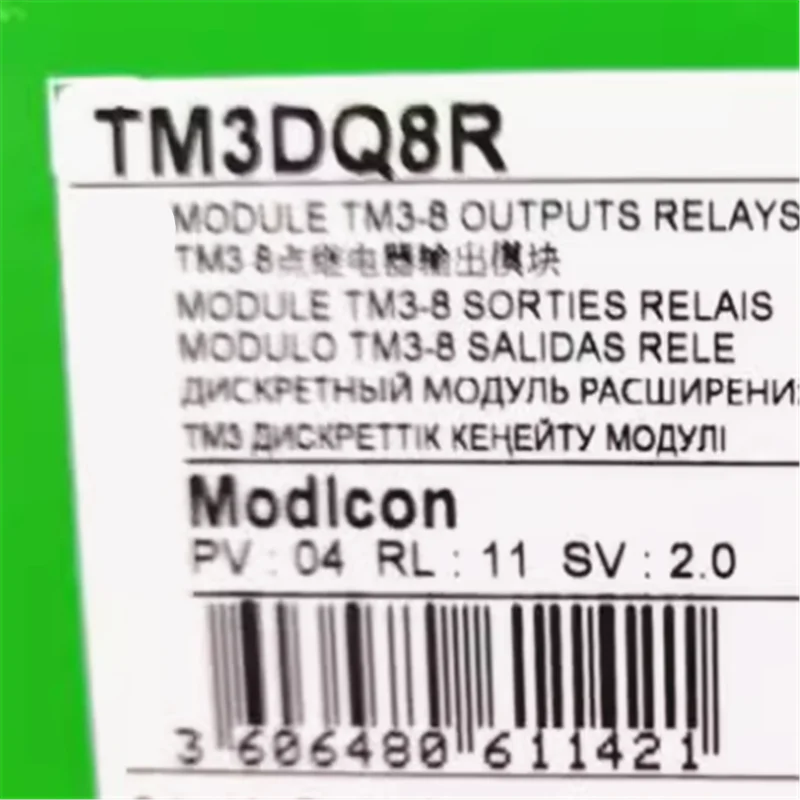 TM3DQ8R
MODULE TM3-8 OUTPUTS RELAYS
TM3 8点继电器输出模块
MODULE TM3-8 SORTIES RELAIS
MODULO TM3-8 SALIDAS RELE
ДИСКРЕТНЫЙ МОДУЛЬ РАСШИРЕНИ
ТМ3 ДИСКРЕТТІК КЕҢЕЙТУ МОДУЛІ
ModIcon
PV : 04 RL : 11 SV : 2.0
3 606480 611421